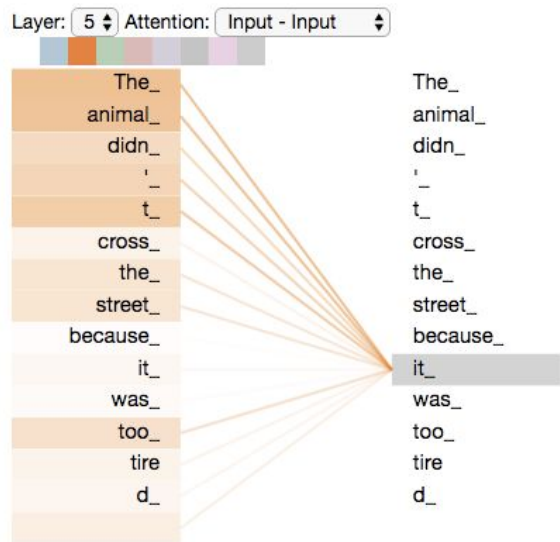 Layer: 5 Attention: Input - Input
The_ The_
animal_ animal_
didn_ didn_
'_ '_
t_ t_
cross_ cross_
the_ the_
street_ street_
because_ because_
it_ it_
was_ was_
too_ too_
tire tire
d_ d_